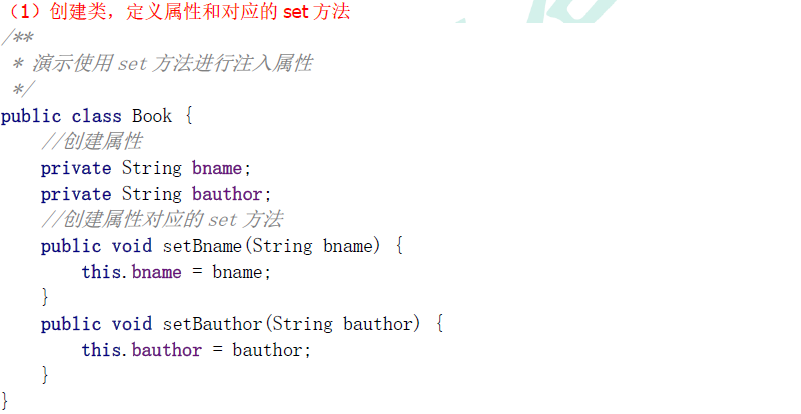 （1）创建类，定义属性和对应的 set 方法
/**
 * 演示使用 set 方法进行注入属性
 */
public class Book {
    //创建属性
    private String bname;
    private String bauthor;
    //创建属性对应的 set 方法
    public void setBname(String bname) {
        this.bname = bname;
    }
    public void setBauthor(String bauthor) {
        this.bauthor = bauthor;
    }
}